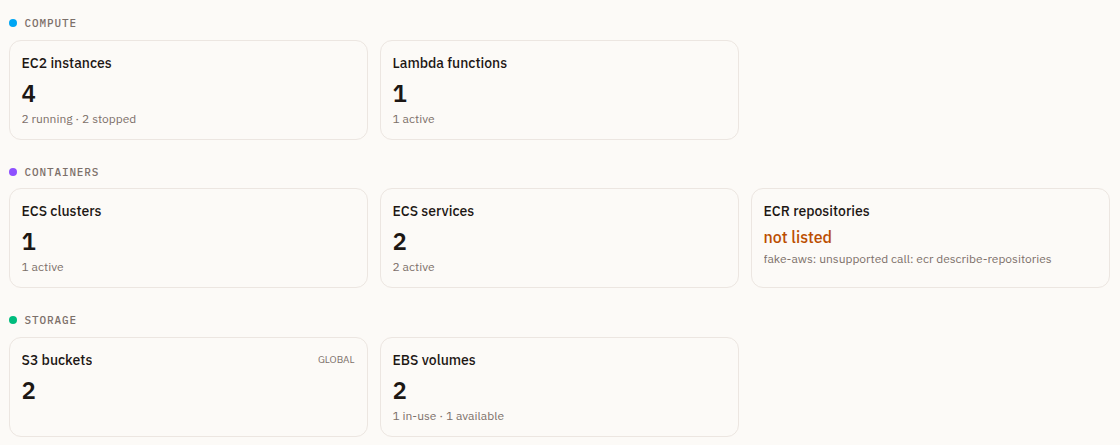 COMPUTE
EC2 instances
4
2 running · 2 stopped
Lambda functions
1
1 active
CONTAINERS
ECS clusters
1
1 active
ECS services
2
2 active
ECR repositories
not listed
fake-aws: unsupported call: ecr describe-repositories
STORAGE
S3 buckets
GLOBAL
2
EBS volumes
2
1 in-use · 1 available